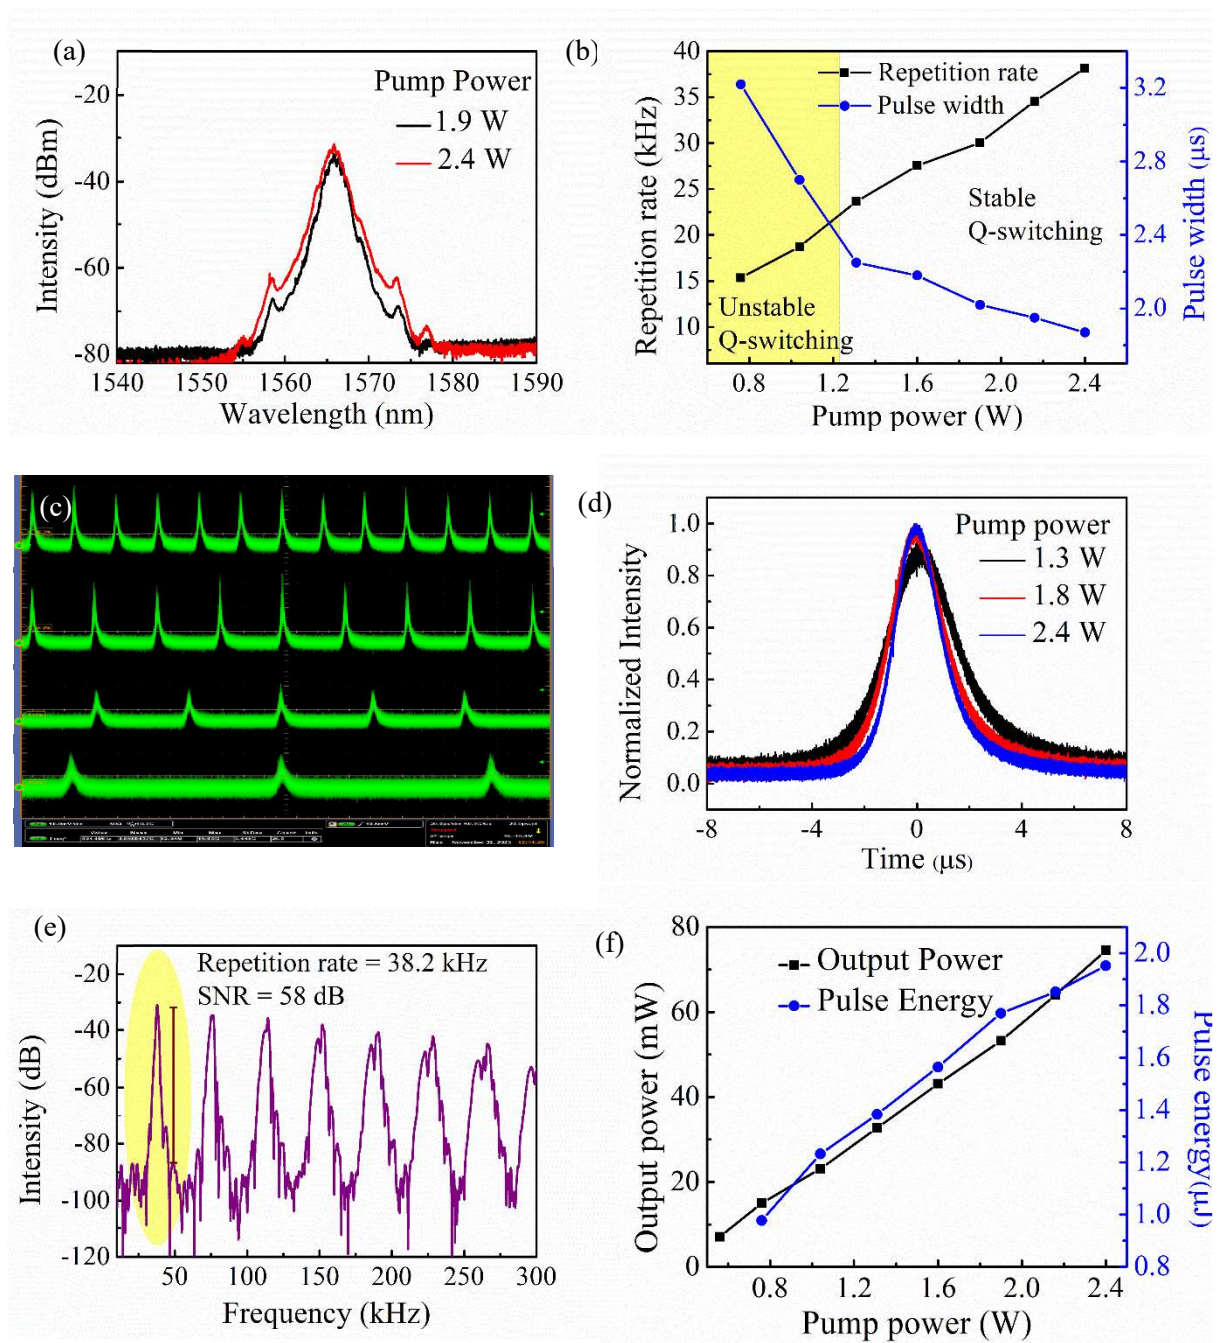 (a)
Pump Power
1.9 W
2.4 W
-20
-40
-60
-80
Intensity (dBm)
1540 1550 1560 1570 1580 1590
Wavelength (nm)
(b)
Repetition rate
Pulse width
40
35
30
25
20
15
10
Repetition rate (kHz)
3.2
2.8
2.4
2.0
Pulse width (μs)
Stable
Q-switching
Unstable
Q-switching
0.8 1.2 1.6 2.0 2.4
Pump power (W)
(c)
(d)
Pump power
1.3 W
1.8 W
2.4 W
1.0
0.8
0.6
0.4
0.2
0.0
Normalized Intensity
-8 -4 0 4 8
Time (μs)
(e)
Repetition rate = 38.2 kHz
SNR = 58 dB
-20
-40
-60
-80
-100
-120
Intensity (dB)
50 100 150 200 250 300
Frequency (kHz)
(f)
Output Power
Pulse Energy
80
60
40
20
0
Output power (mW)
2.0
1.8
1.6
1.4
1.2
1.0
0.8
Pulse energy(μJ)
0.8 1.2 1.6 2.0 2.4
Pump power (W)